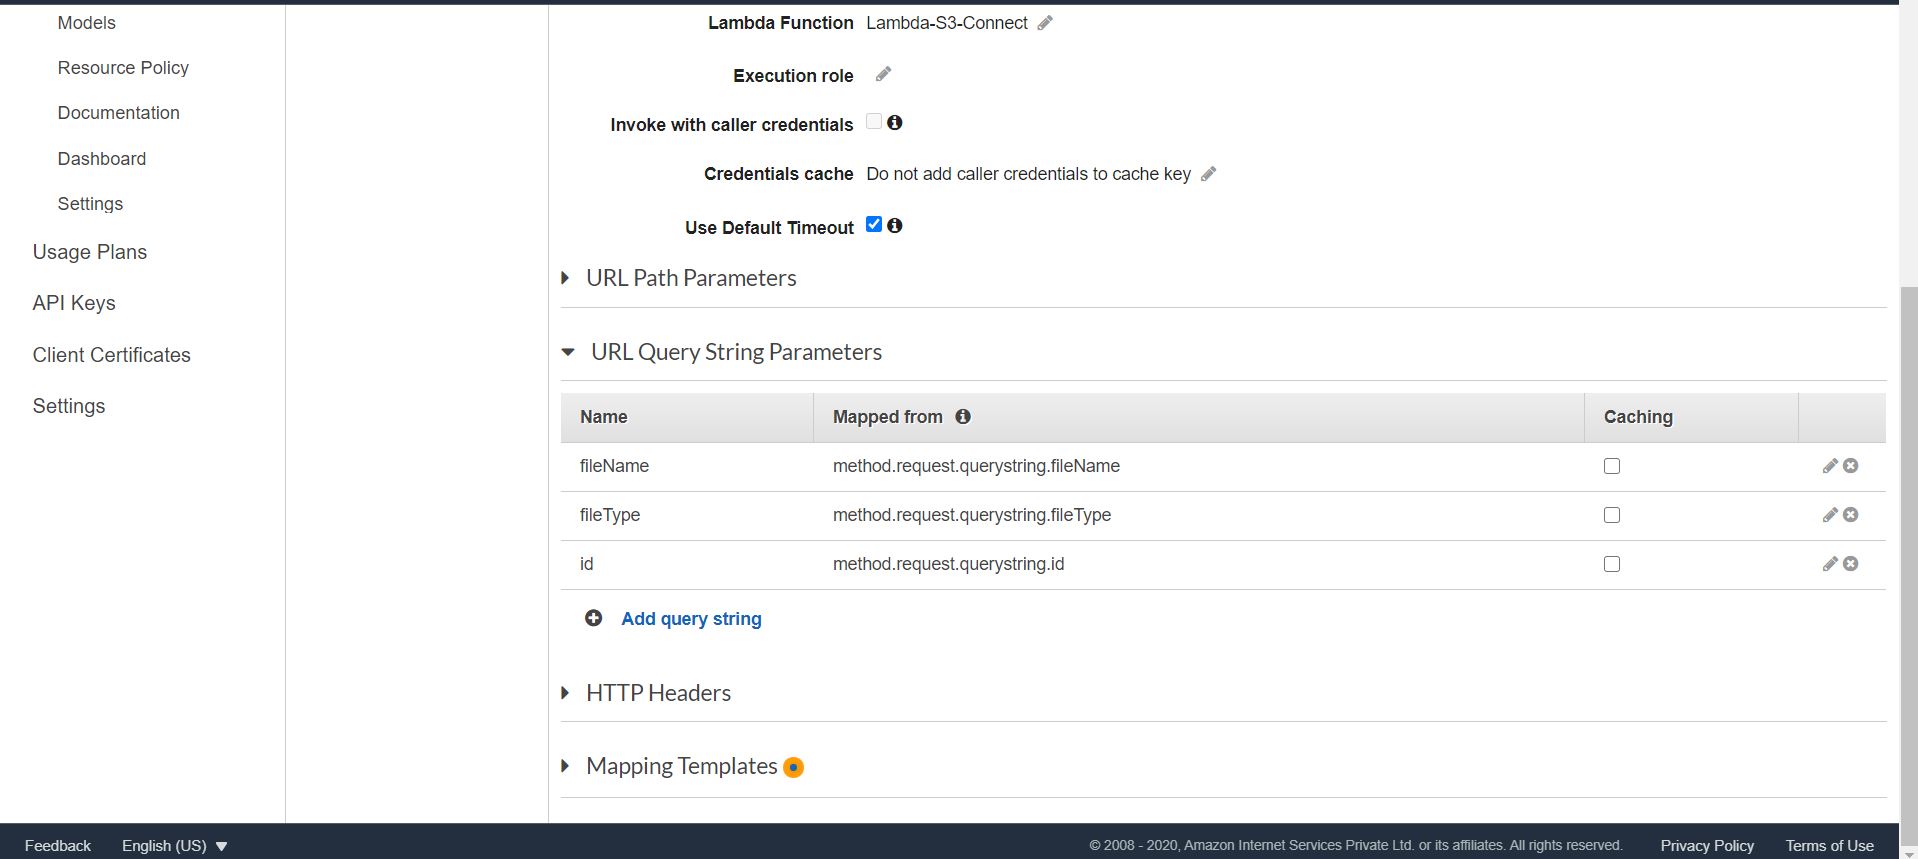 Models
Resource Policy
Documentation
Dashboard
Settings
Usage Plans
API Keys
Client Certificates
Settings
Lambda Function Lambda-S3-Connect
Execution role
Invoke with caller credentials
Credentials cache Do not add caller credentials to cache key
Use Default Timeout
URL Path Parameters
URL Query String Parameters
Name Mapped from Caching
fileName method.request.querystring.fileName
fileType method.request.querystring.fileType
id method.request.querystring.id
Add query string
HTTP Headers
Mapping Templates
Feedback English (US) © 2008 - 2020, Amazon Internet Services Private Ltd. or its affiliates. All rights reserved. Privacy Policy Terms of Use